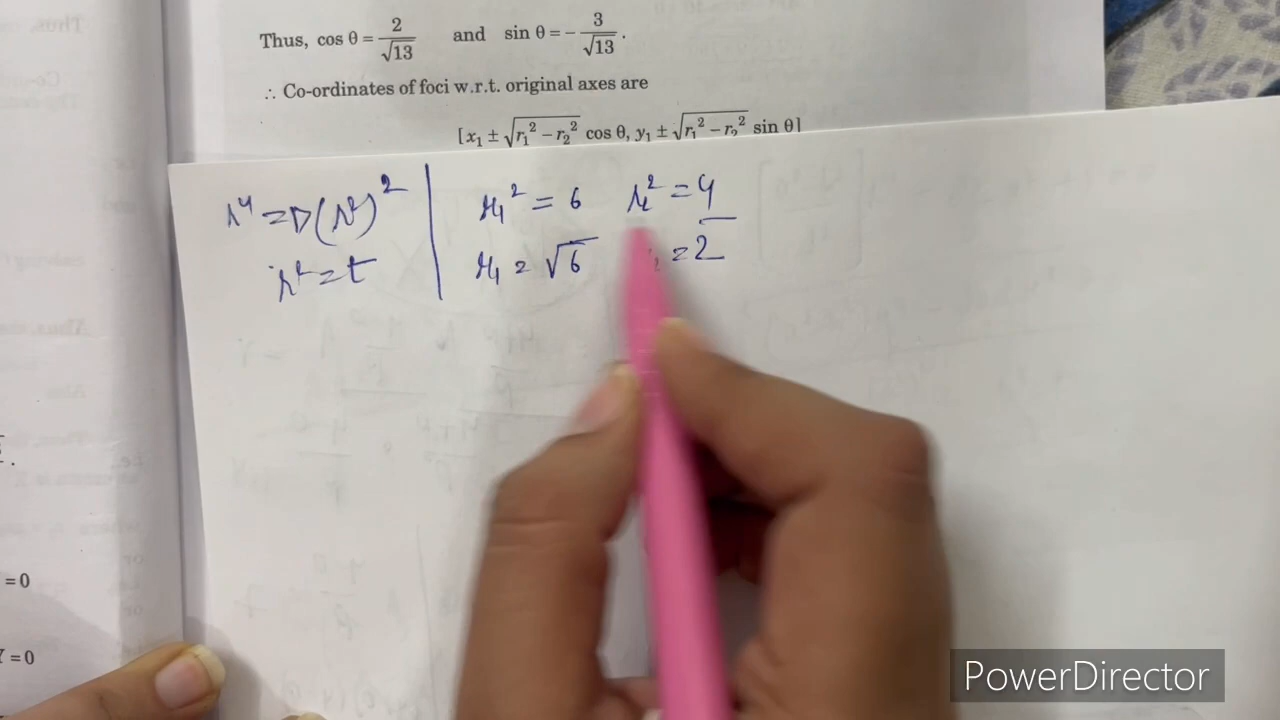 Thus, cos θ = 2/√13 and sin θ = − 3/√13 .
∴ Co-ordinates of foci w.r.t. original axes are
[x₁ ± √(r₁² − r₂²) cos θ, y₁ ± √(r₁² − r₂²) sin θ]
r⁴ ⇒ (r²)²
r² = t
r₁² = 6 r₂² = 4
r₁ = √6 ₂ = 2
= 0
= 0
PowerDirector